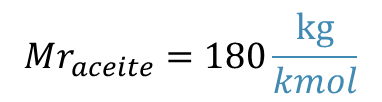 Mr_aceite = 180 kg/kmol